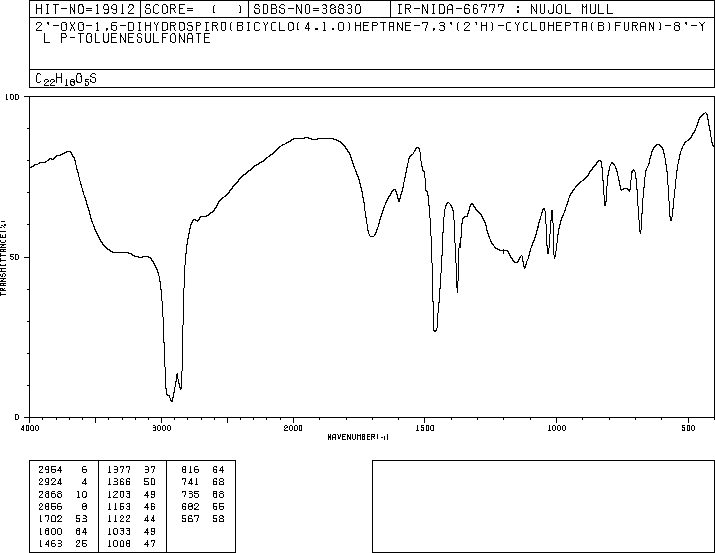 HIT-NO=19912 SCORE= ( ) SDBS-NO=38830 IR-NIDA-66777 : NUJOL MULL
2'-OXO-1,6-DIHYDROSPIRO(BICYCLO(4.1.0)HEPTANE-7,3'(2'H)-CYCLOHEPTA(B)FURAN)-8'-Y
L P-TOLUENESULFONATE
C22H18O5S
100
50
0
TRANSMITTANCE(%)
4000 3000 2000 1500 1000 500
WAVENUMBER(-1)
2954 6 1377 37 816 64
2924 4 1366 50 741 68
2868 10 1203 49 735 68
2855 8 1153 46 682 55
1702 53 1122 44 567 58
1600 64 1033 49
1463 25 1008 47